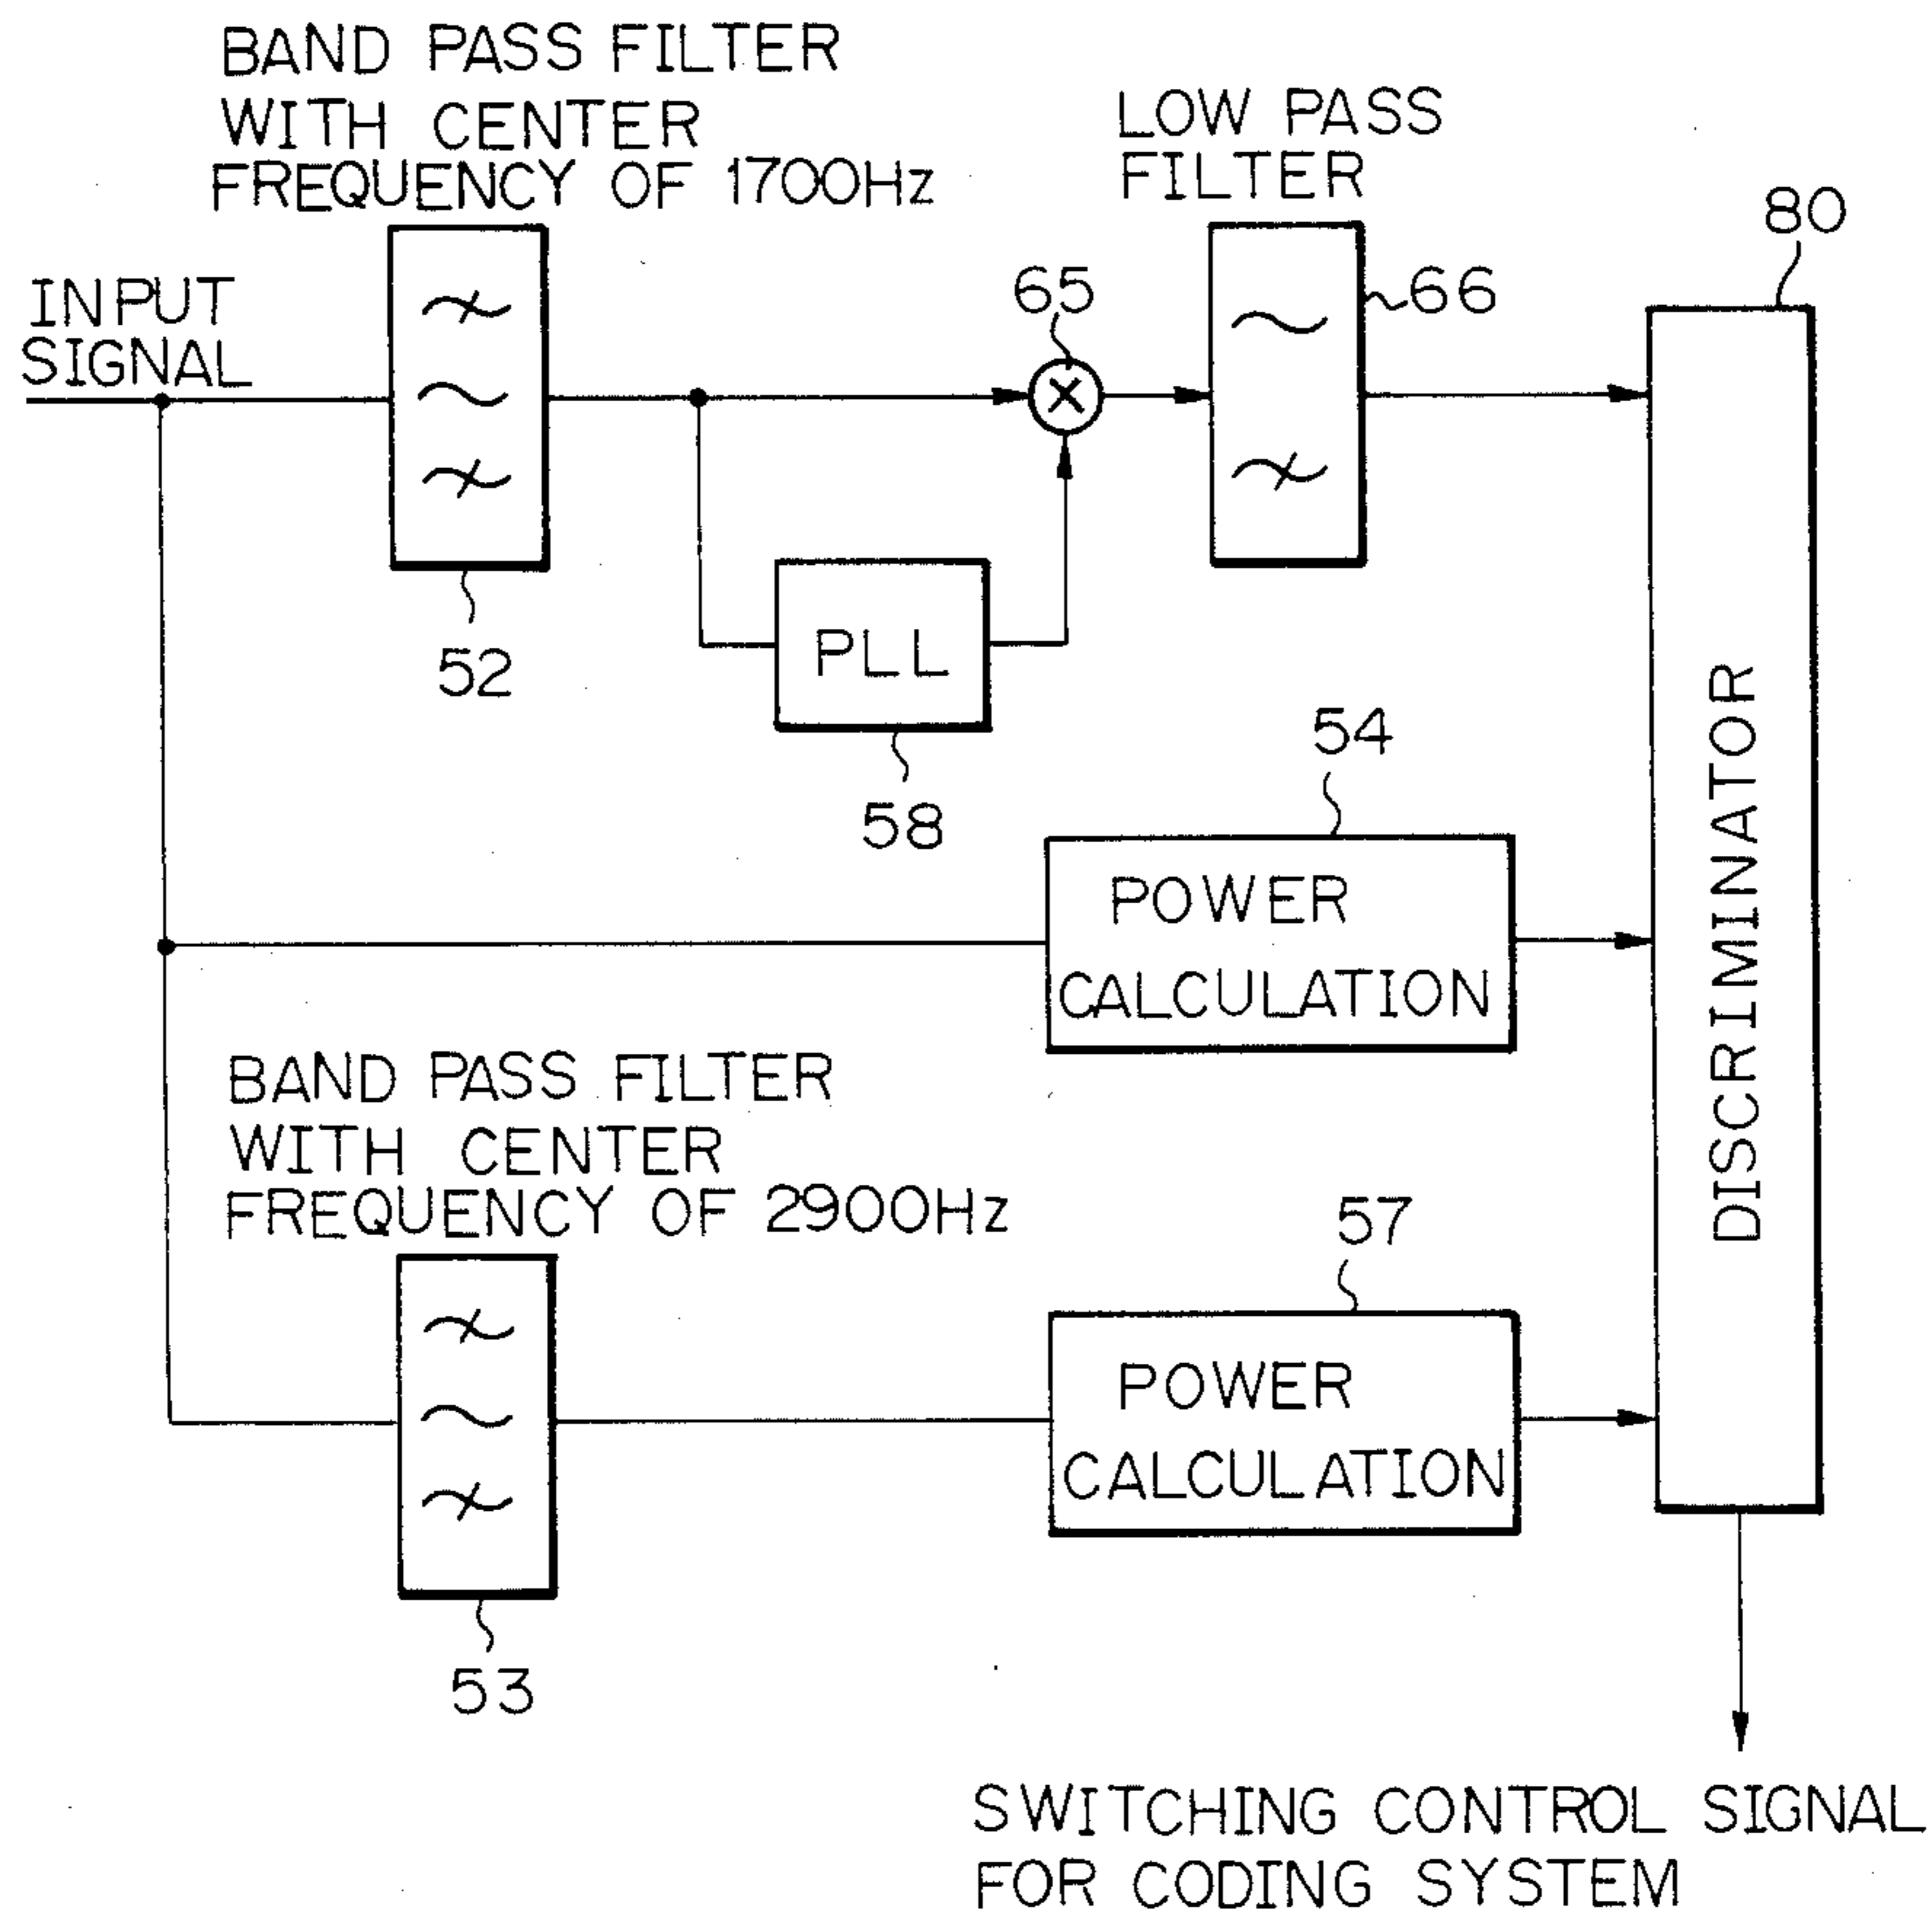 BAND PASS FILTER
WITH CENTER
FREQUENCY OF 1700Hz
LOW PASS
FILTER
80
INPUT
SIGNAL
65
66
52
PLL
58
54
POWER
CALCULATION
DISCRIMINATOR
BAND PASS FILTER
WITH CENTER
FREQUENCY OF 2900Hz
57
POWER
CALCULATION
53
SWITCHING CONTROL SIGNAL
FOR CODING SYSTEM